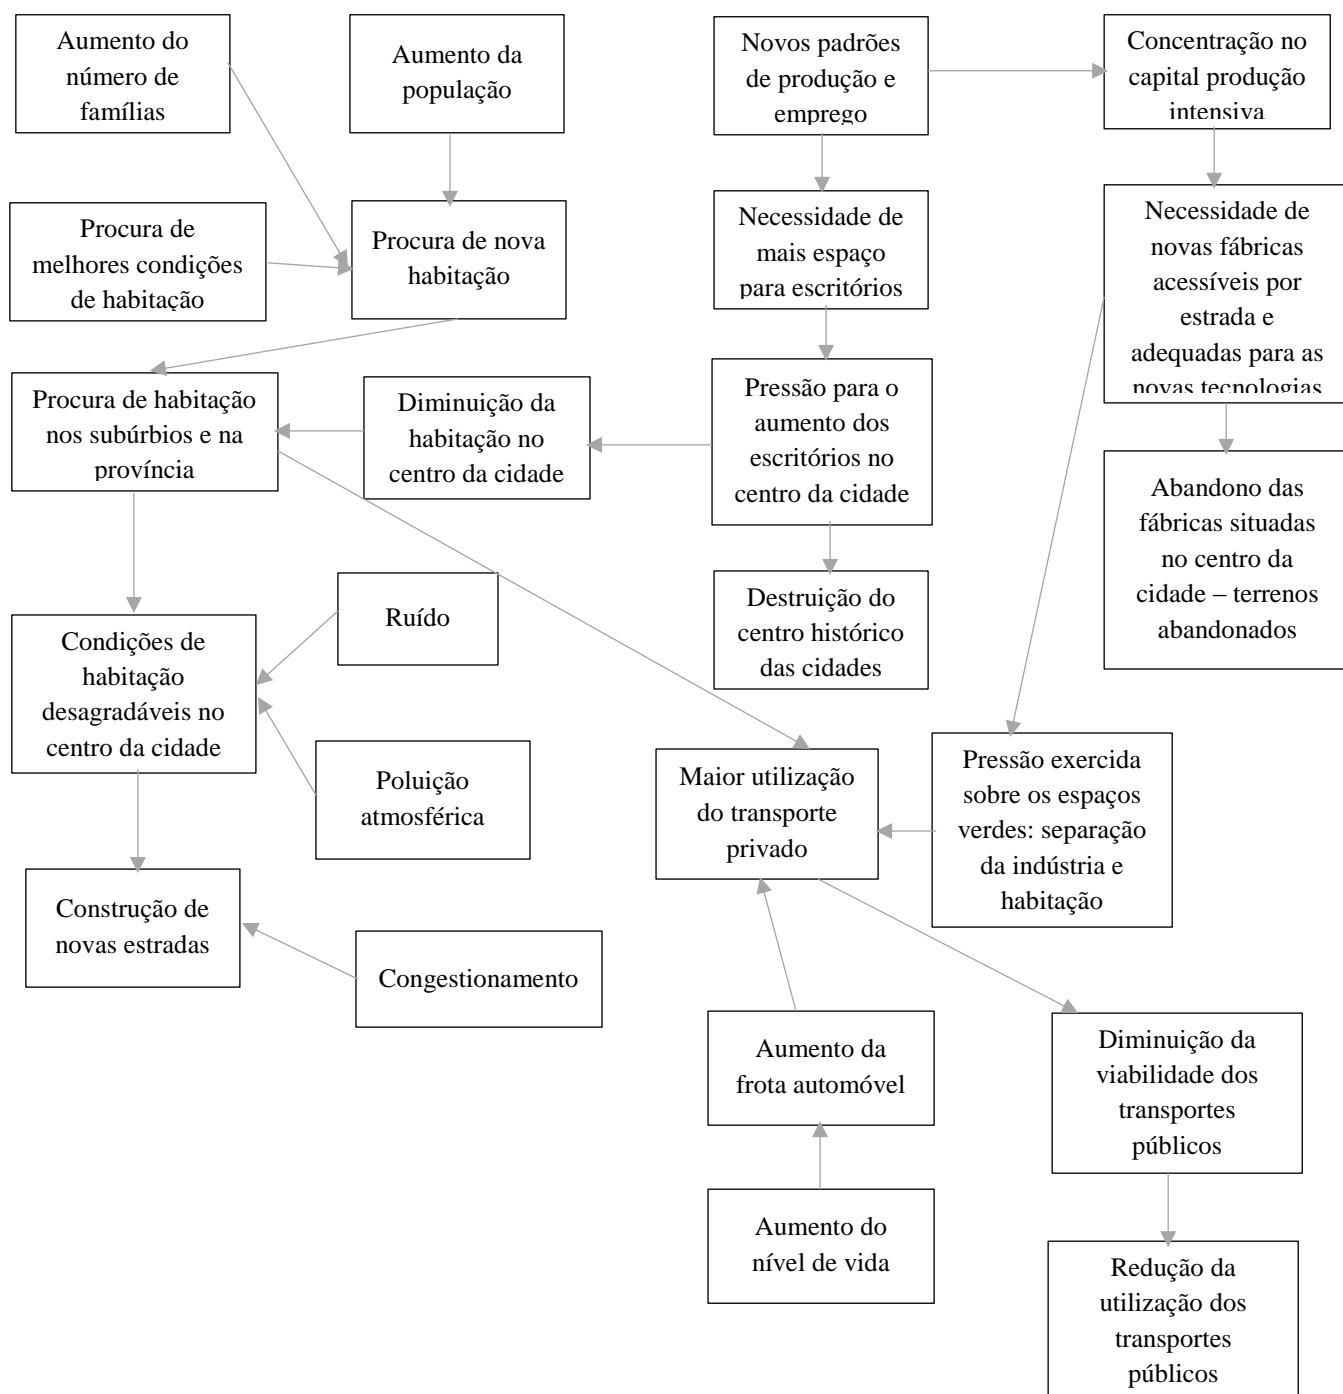 Aumento do
número de
famílias
Aumento da
população
Novos padrões
de produção e
emprego
Concentração no
capital produção
intensiva
Procura de
melhores condições
de habitação
Procura de nova
habitação
Necessidade de
mais espaço
para escritórios
Necessidade de
novas fábricas
acessíveis por
estrada e
adequadas para as
novas tecnologias
Procura de habitação
nos subúrbios e na
província
Diminuição da
habitação no
centro da cidade
Pressão para o
aumento dos
escritórios no
centro da cidade
Abandono das
fábricas situadas
no centro da
cidade – terrenos
abandonados
Condições de
habitação
desagradáveis no
centro da cidade
Ruído
Destruição do
centro histórico
das cidades
Poluição
atmosférica
Maior utilização
do transporte
privado
Pressão exercida
sobre os espaços
verdes: separação
da indústria e
habitação
Construção de
novas estradas
Congestionamento
Aumento da
frota automóvel
Diminuição da
viabilidade dos
transportes
públicos
Aumento do
nível de vida
Redução da
utilização dos
transportes
públicos